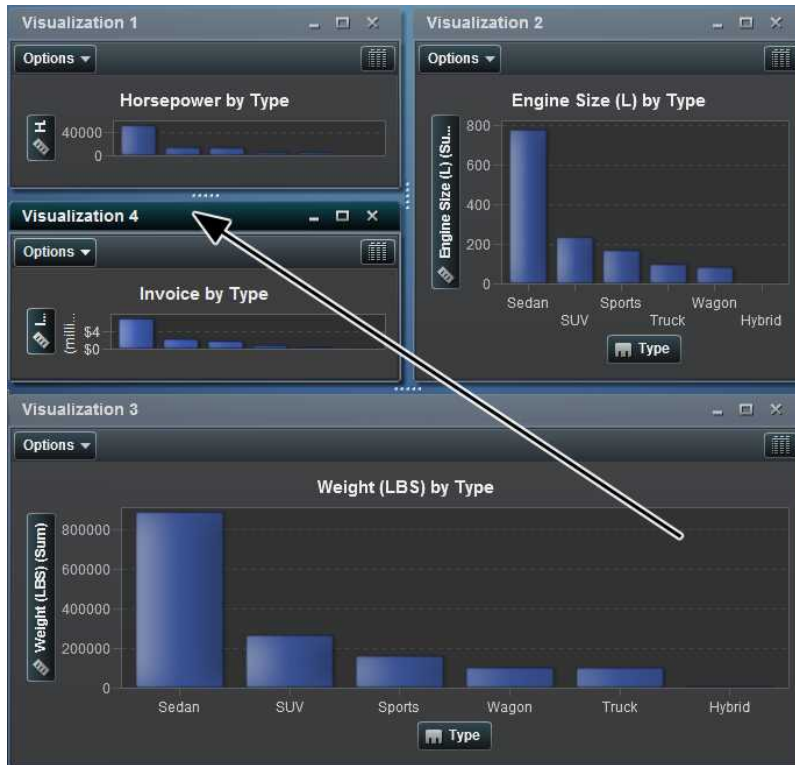 Visualization 1
Options
Horsepower by Type
H.
40000
0
Visualization 4
Options
Invoice by Type
I...
(milli...
$4
$0
Visualization 2
Options
Engine Size (L) by Type
Engine Size (L) (Su...
800
600
400
200
0
Sedan
SUV
Sports
Truck
Wagon
Hybrid
Type
Visualization 3
Options
Weight (LBS) by Type
Weight (LBS) (Sum)
800000
600000
400000
200000
0
Sedan SUV Sports Wagon Truck Hybrid
Type